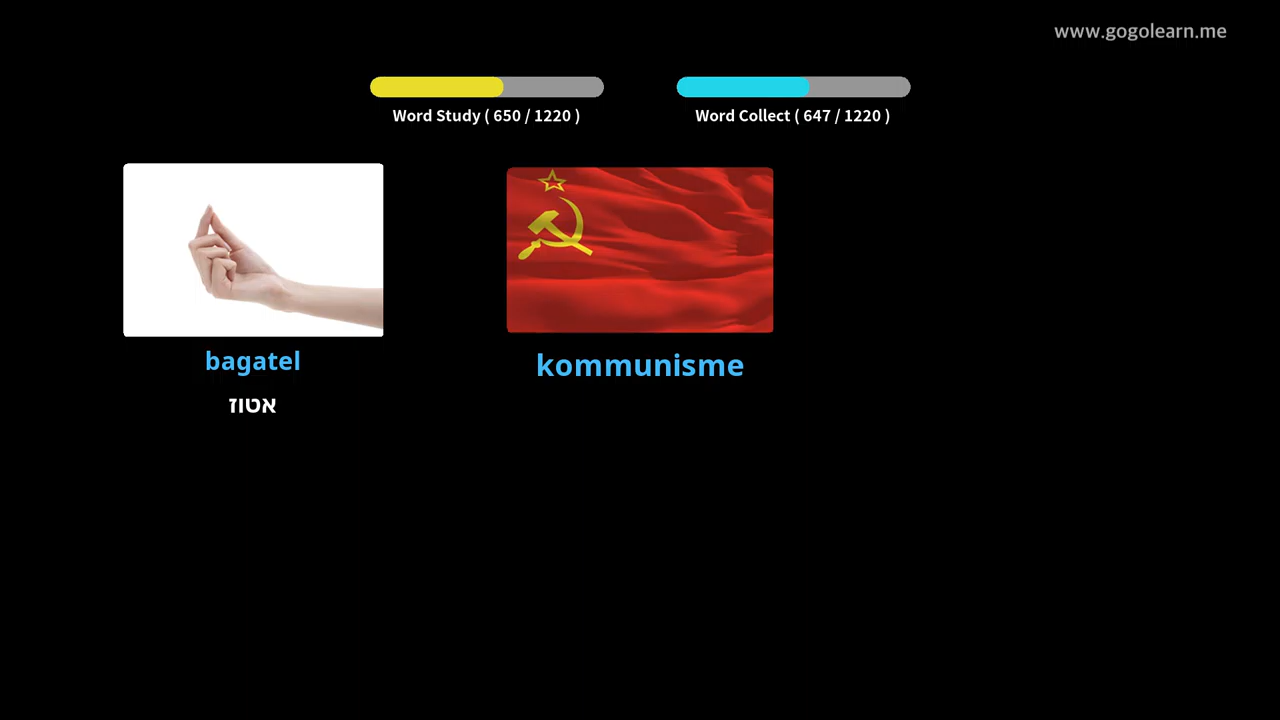 www.gogolearn.me
Word Study ( 650 / 1220 )
Word Collect ( 647 / 1220 )
bagatel
אטוז
kommunisme